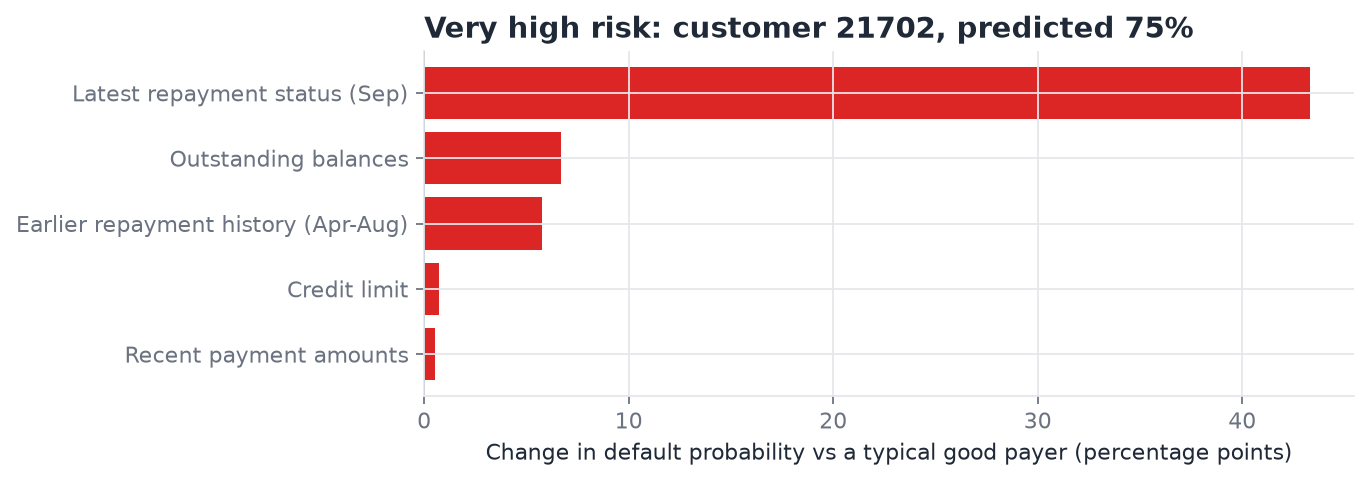 Very high risk: customer 21702, predicted 75%
Latest repayment status (Sep)
Outstanding balances
Earlier repayment history (Apr-Aug)
Credit limit
Recent payment amounts
0 10 20 30 40
Change in default probability vs a typical good payer (percentage points)